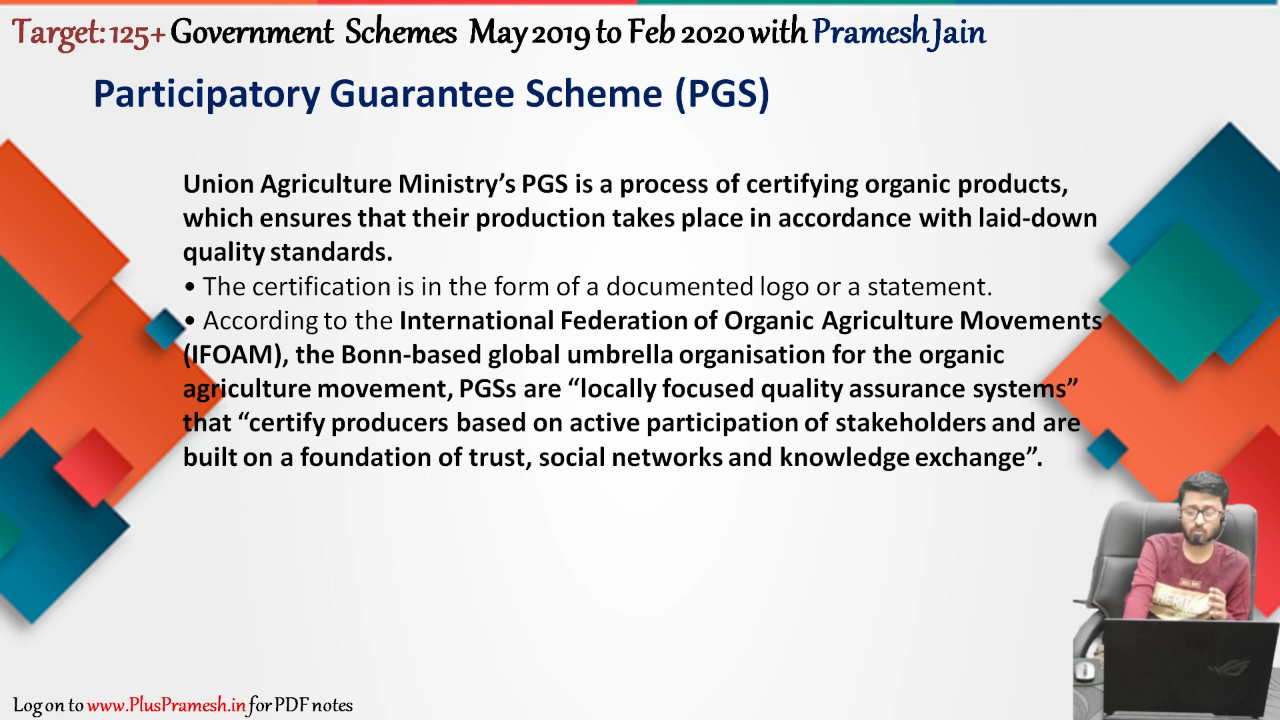 Target: 125+ Government Schemes May 2019 to Feb 2020 with Pramesh Jain
Participatory Guarantee Scheme (PGS)
Union Agriculture Ministry’s PGS is a process of certifying organic products,
which ensures that their production takes place in accordance with laid-down
quality standards.
• The certification is in the form of a documented logo or a statement.
• According to the International Federation of Organic Agriculture Movements
(IFOAM), the Bonn-based global umbrella organisation for the organic
agriculture movement, PGSs are “locally focused quality assurance systems”
that “certify producers based on active participation of stakeholders and are
built on a foundation of trust, social networks and knowledge exchange”.
HERITAGE
Log on to www.PlusPramesh.in for PDF notes